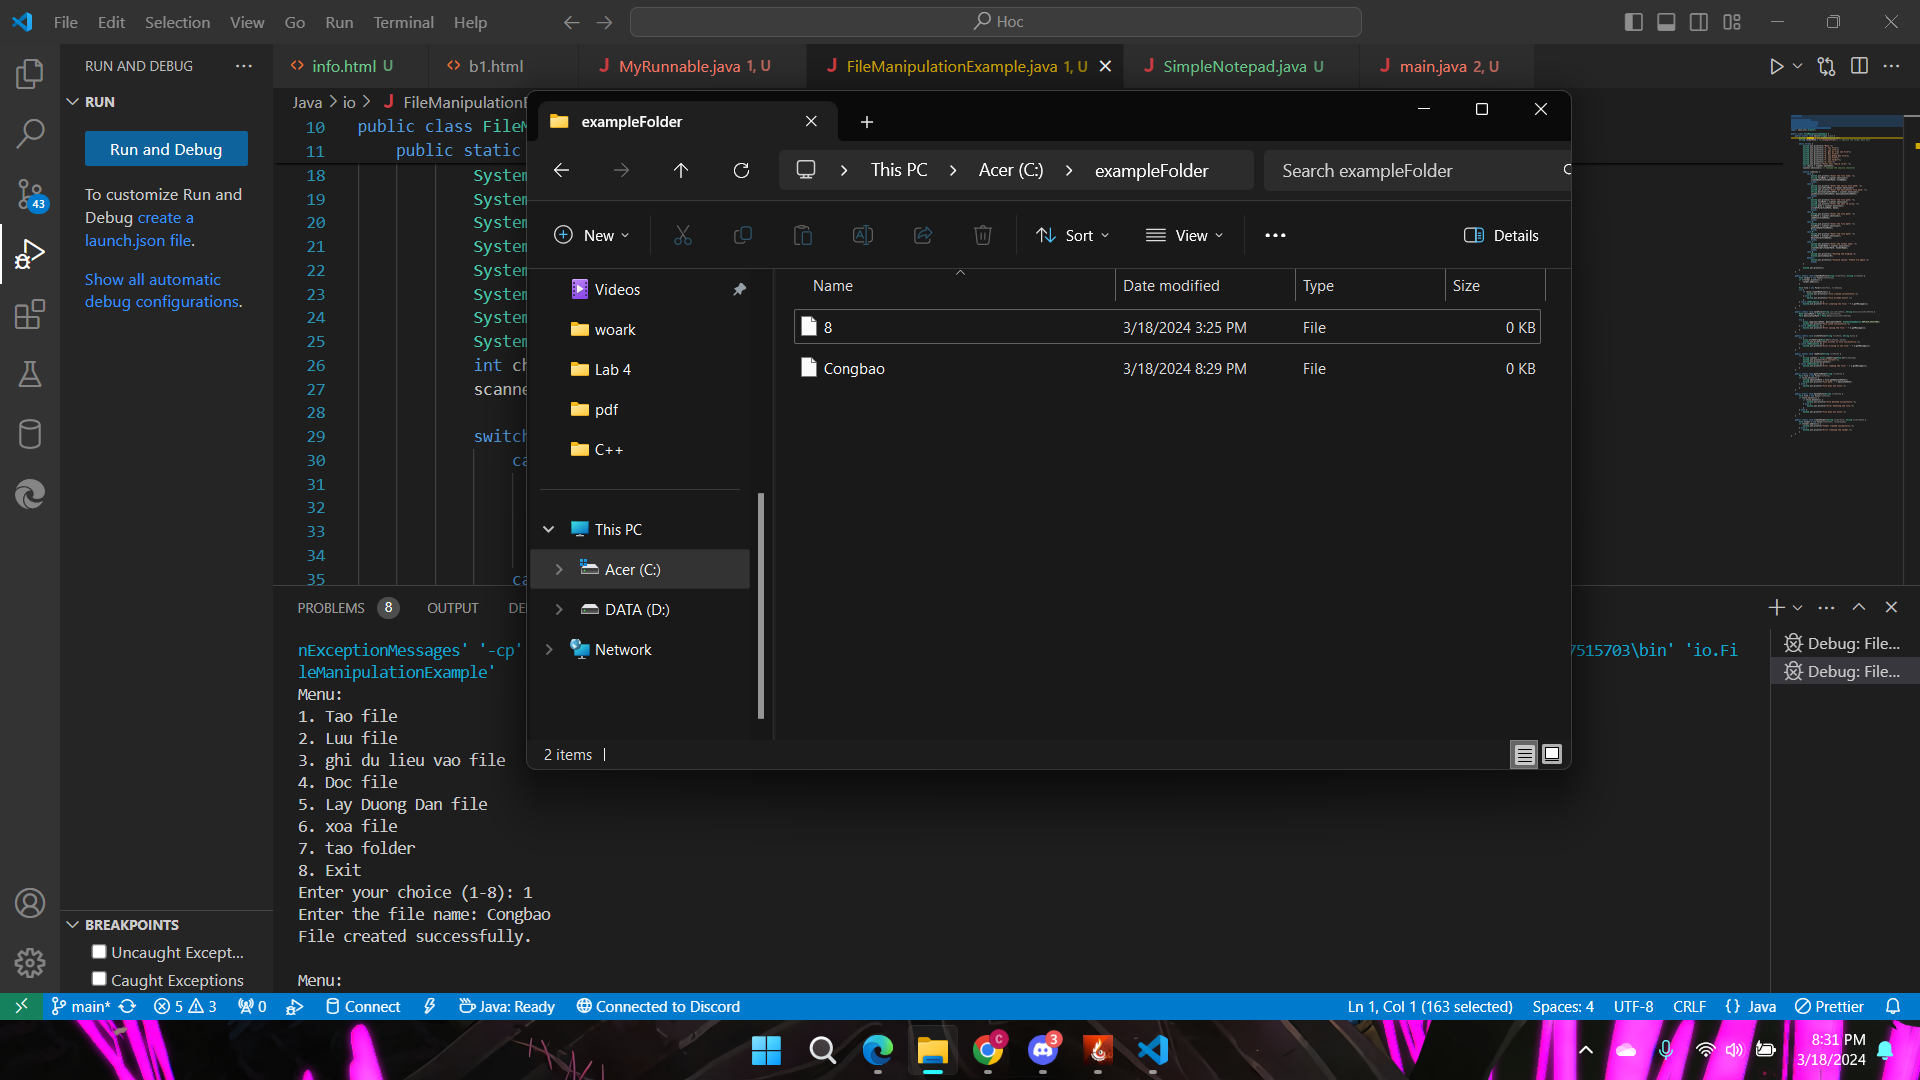 File Edit Selection View Go Run Terminal Help
Hoc
RUN AND DEBUG
info.html U
b1.html
MyRunnable.java 1, U
FileManipulationExample.java 1, U
SimpleNotepad.java U
main.java 2, U
RUN
Run and Debug
To customize Run and
Debug create a
launch.json file.
Show all automatic
debug configurations.
43
Java > io > FileManipulationE
10 public class FileM
11 public static
18 System
19 System
20 System
21 System
22 System
23 System
24 System
25 System
26 int ch
27 scanne
28
29 switch
30 ca
31
32
33
34
35 ca
exampleFolder
This PC > Acer (C:) > exampleFolder
Search exampleFolder
New
Sort
View
Details
Videos
woark
Lab 4
pdf
C++
This PC
Acer (C:)
DATA (D:)
Network
Name Date modified Type Size
8 3/18/2024 3:25 PM File 0 KB
Congbao 3/18/2024 8:29 PM File 0 KB
2 items
PROBLEMS 8 OUTPUT DE
nExceptionMessages' '-cp' 7515703\bin' 'io.Fi
leManipulationExample'
Menu:
1. Tao file
2. Luu file
3. ghi du lieu vao file
4. Doc file
5. Lay Duong Dan file
6. xoa file
7. tao folder
8. Exit
Enter your choice (1-8): 1
Enter the file name: Congbao
File created successfully.
Menu:
Debug: File...
Debug: File...
BREAKPOINTS
Uncaught Except...
Caught Exceptions
main* 5 3 0 Connect Java: Ready Connected to Discord
Ln 1, Col 1 (163 selected) Spaces: 4 UTF-8 CRLF {} Java Prettier
C
3
8:31 PM
3/18/2024